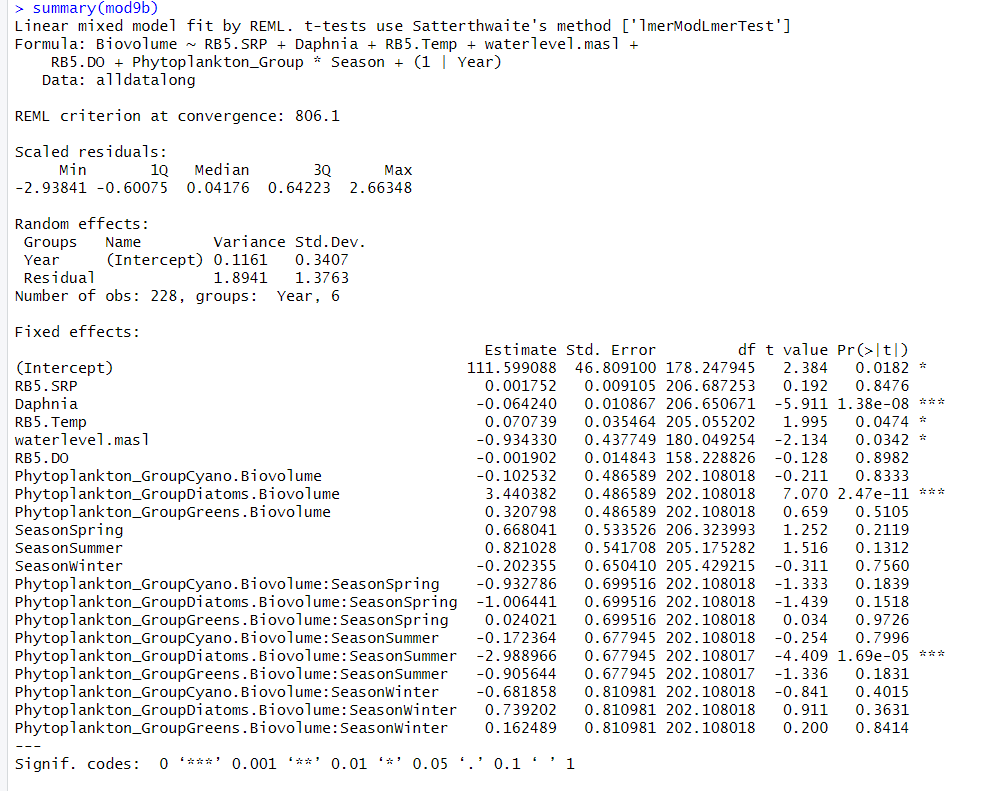 > summary(mod9b)
Linear mixed model fit by REML. t-tests use Satterthwaite's method ['lmerModLmerTest']
Formula: Biovolume ~ RB5.SRP + Daphnia + RB5.Temp + waterlevel.masl +
    RB5.DO + Phytoplankton_Group * Season + (1 | Year)
   Data: alldatalong

REML criterion at convergence: 806.1

Scaled residuals:
     Min       1Q   Median       3Q      Max
-2.93841 -0.60075  0.04176  0.64223  2.66348

Random effects:
 Groups   Name        Variance Std.Dev.
 Year     (Intercept) 0.1161   0.3407
 Residual             1.8941   1.3763
Number of obs: 228, groups:  Year, 6

Fixed effects:
                                                    Estimate Std. Error         df t value Pr(>|t|)
(Intercept)                                       111.599088  46.809100 178.247945   2.384   0.0182 *
RB5.SRP                                             0.001752   0.009105 206.687253   0.192   0.8476
Daphnia                                            -0.064240   0.010867 206.650671  -5.911 1.38e-08 ***
RB5.Temp                                            0.070739   0.035464 205.055202   1.995   0.0474 *
waterlevel.masl                                    -0.934330   0.437749 180.049254  -2.134   0.0342 *
RB5.DO                                             -0.001902   0.014843 158.228826  -0.128   0.8982
Phytoplankton_GroupCyano.Biovolume                 -0.102532   0.486589 202.108018  -0.211   0.8333
Phytoplankton_GroupDiatoms.Biovolume                3.440382   0.486589 202.108018   7.070 2.47e-11 ***
Phytoplankton_GroupGreens.Biovolume                 0.320798   0.486589 202.108018   0.659   0.5105
SeasonSpring                                        0.668041   0.533526 206.323993   1.252   0.2119
SeasonSummer                                        0.821028   0.541708 205.175282   1.516   0.1312
SeasonWinter                                       -0.202355   0.650410 205.429215  -0.311   0.7560
Phytoplankton_GroupCyano.Biovolume:SeasonSpring    -0.932786   0.699516 202.108018  -1.333   0.1839
Phytoplankton_GroupDiatoms.Biovolume:SeasonSpring  -1.006441   0.699516 202.108018  -1.439   0.1518
Phytoplankton_GroupGreens.Biovolume:SeasonSpring    0.024021   0.699516 202.108018   0.034   0.9726
Phytoplankton_GroupCyano.Biovolume:SeasonSummer    -0.172364   0.677945 202.108018  -0.254   0.7996
Phytoplankton_GroupDiatoms.Biovolume:SeasonSummer  -2.988966   0.677945 202.108017  -4.409 1.69e-05 ***
Phytoplankton_GroupGreens.Biovolume:SeasonSummer   -0.905644   0.677945 202.108017  -1.336   0.1831
Phytoplankton_GroupCyano.Biovolume:SeasonWinter    -0.681858   0.810981 202.108018  -0.841   0.4015
Phytoplankton_GroupDiatoms.Biovolume:SeasonWinter   0.739202   0.810981 202.108018   0.911   0.3631
Phytoplankton_GroupGreens.Biovolume:SeasonWinter    0.162489   0.810981 202.108018   0.200   0.8414
---
Signif. codes:  0 ‘***’ 0.001 ‘**’ 0.01 ‘*’ 0.05 ‘.’ 0.1 ‘ ’ 1